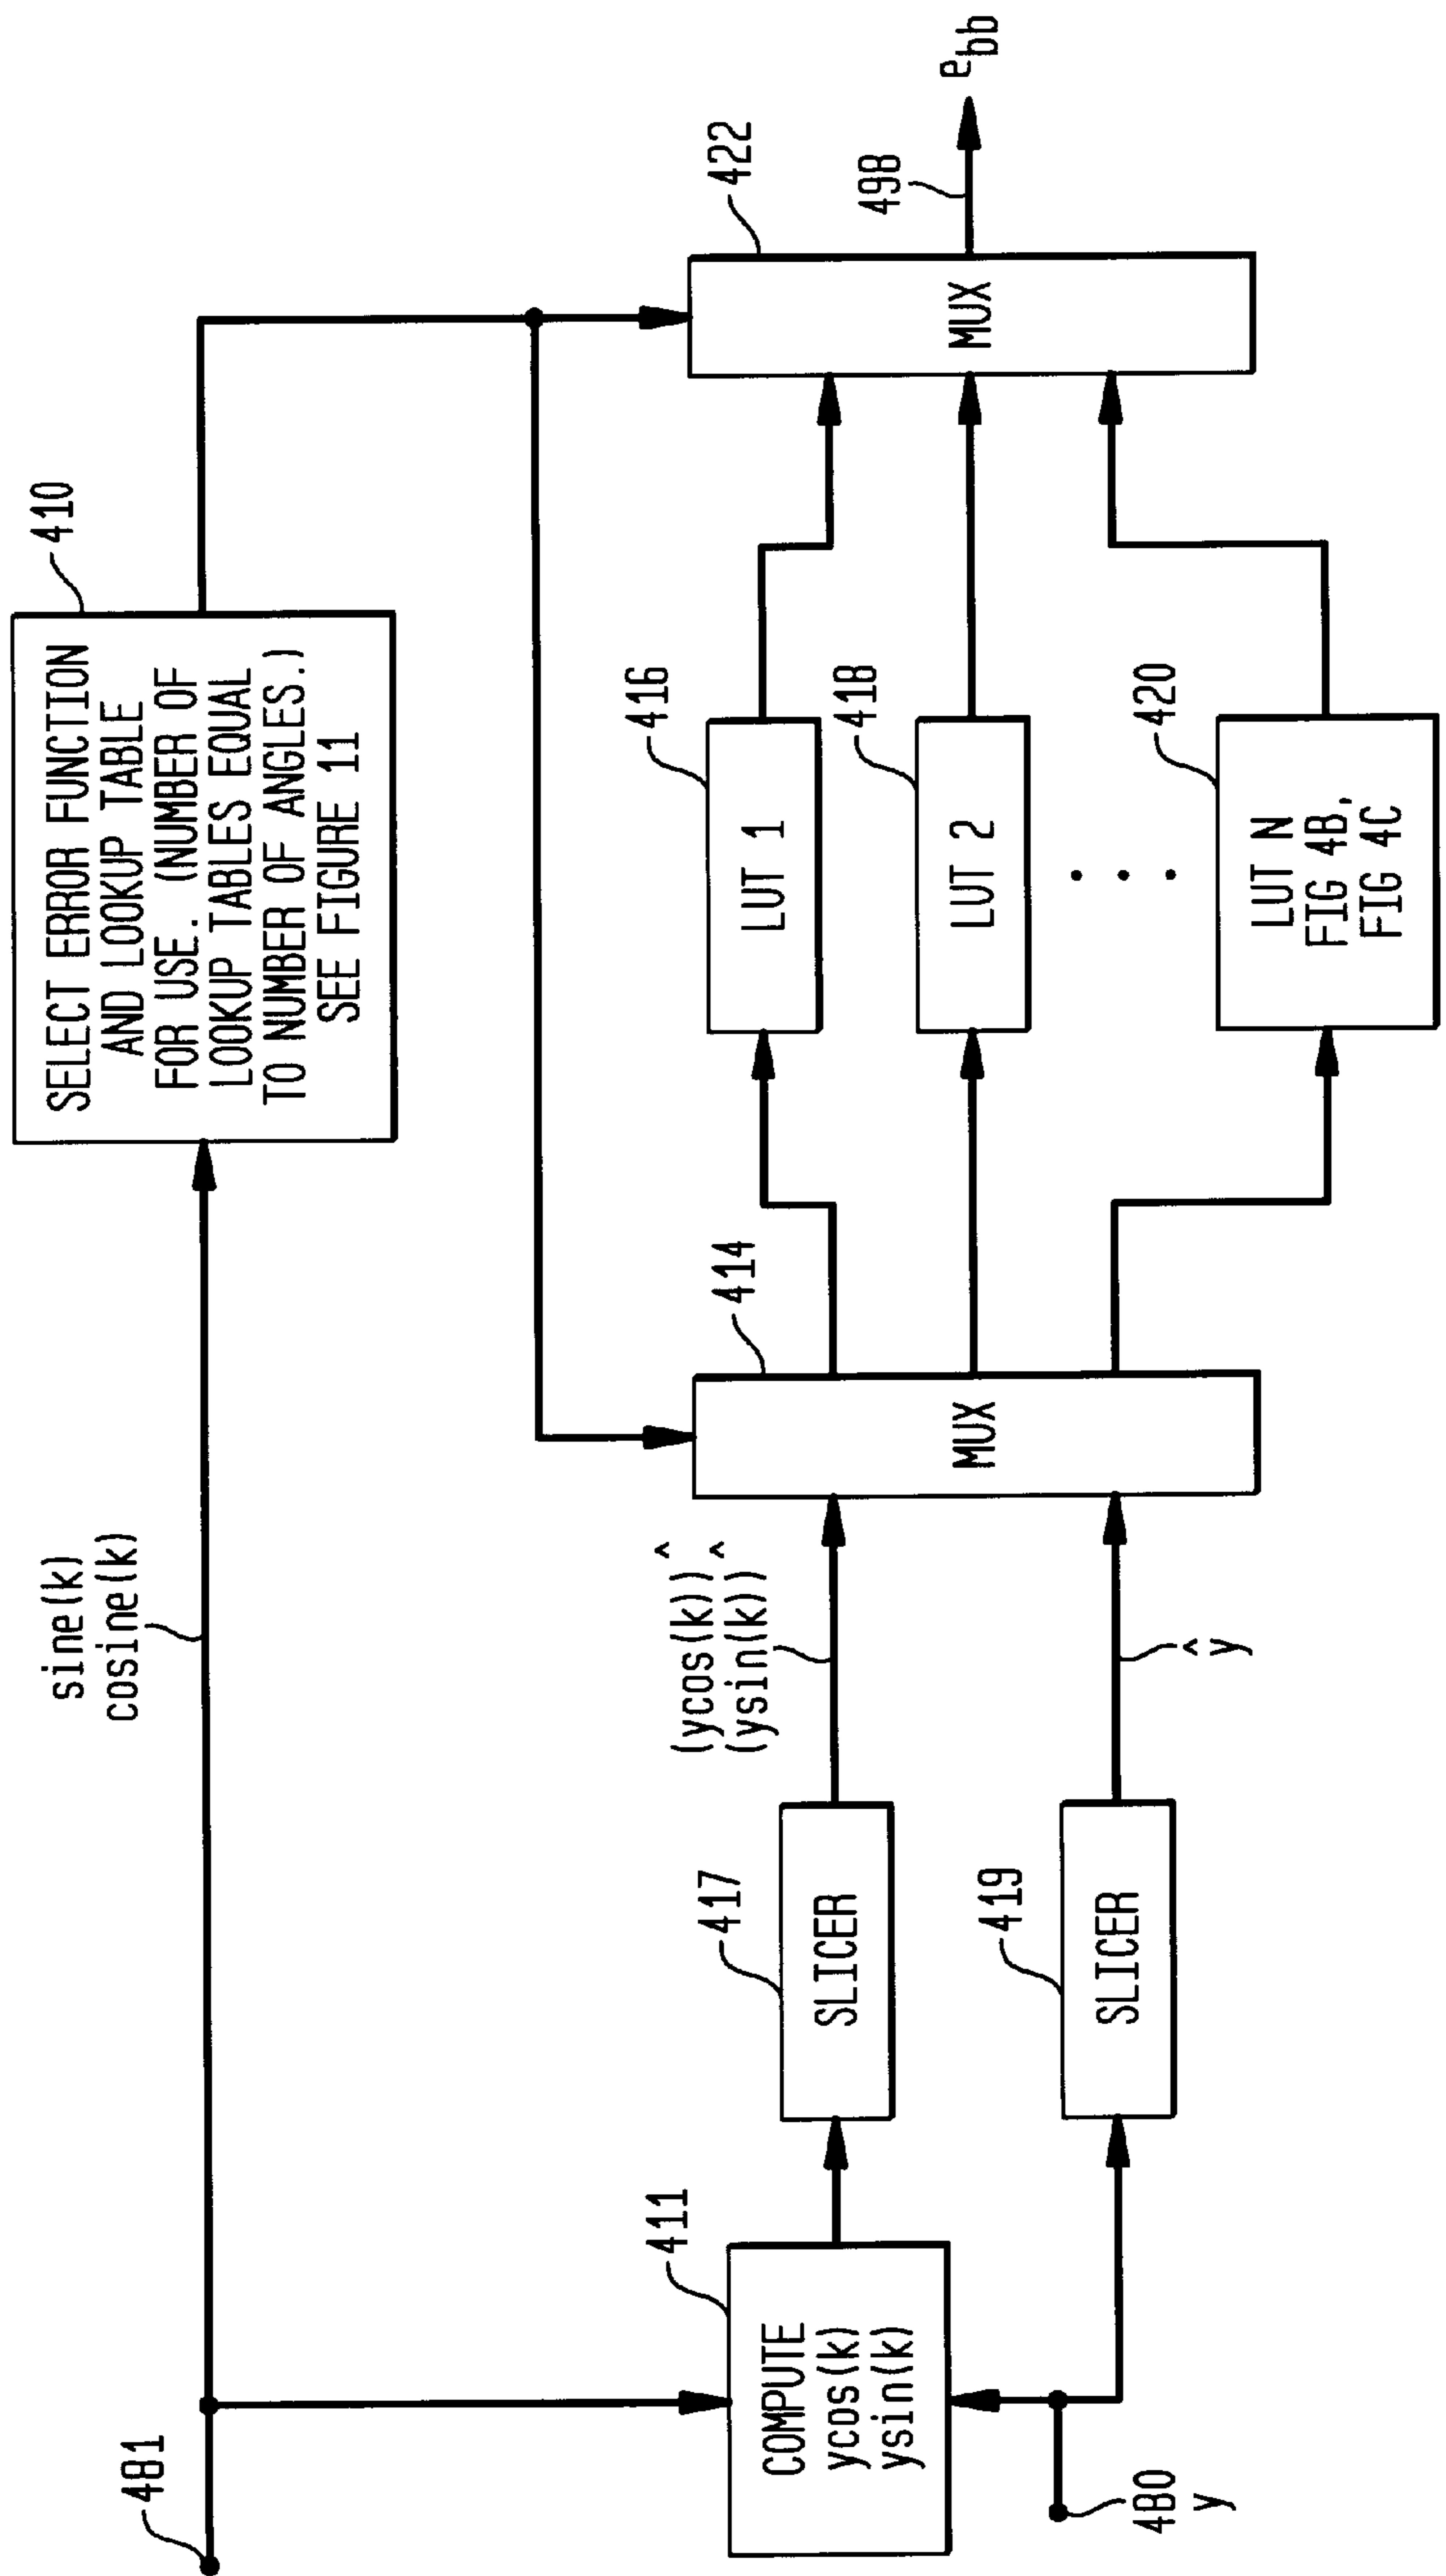 481
sine(k)
cosine(k)
410
SELECT ERROR FUNCTION
AND LOOKUP TABLE
FOR USE. (NUMBER OF
LOOKUP TABLES EQUAL
TO NUMBER OF ANGLES.)
SEE FIGURE 11
411
COMPUTE
ycos(k)
ysin(k)
480
y
417
SLICER
419
SLICER
(ycos(k))^
(ysin(k))^
ŷ
414
MUX
416
LUT 1
418
LUT 2
. . .
420
LUT N
FIG 4B,
FIG 4C
422
MUX
498
e_bb